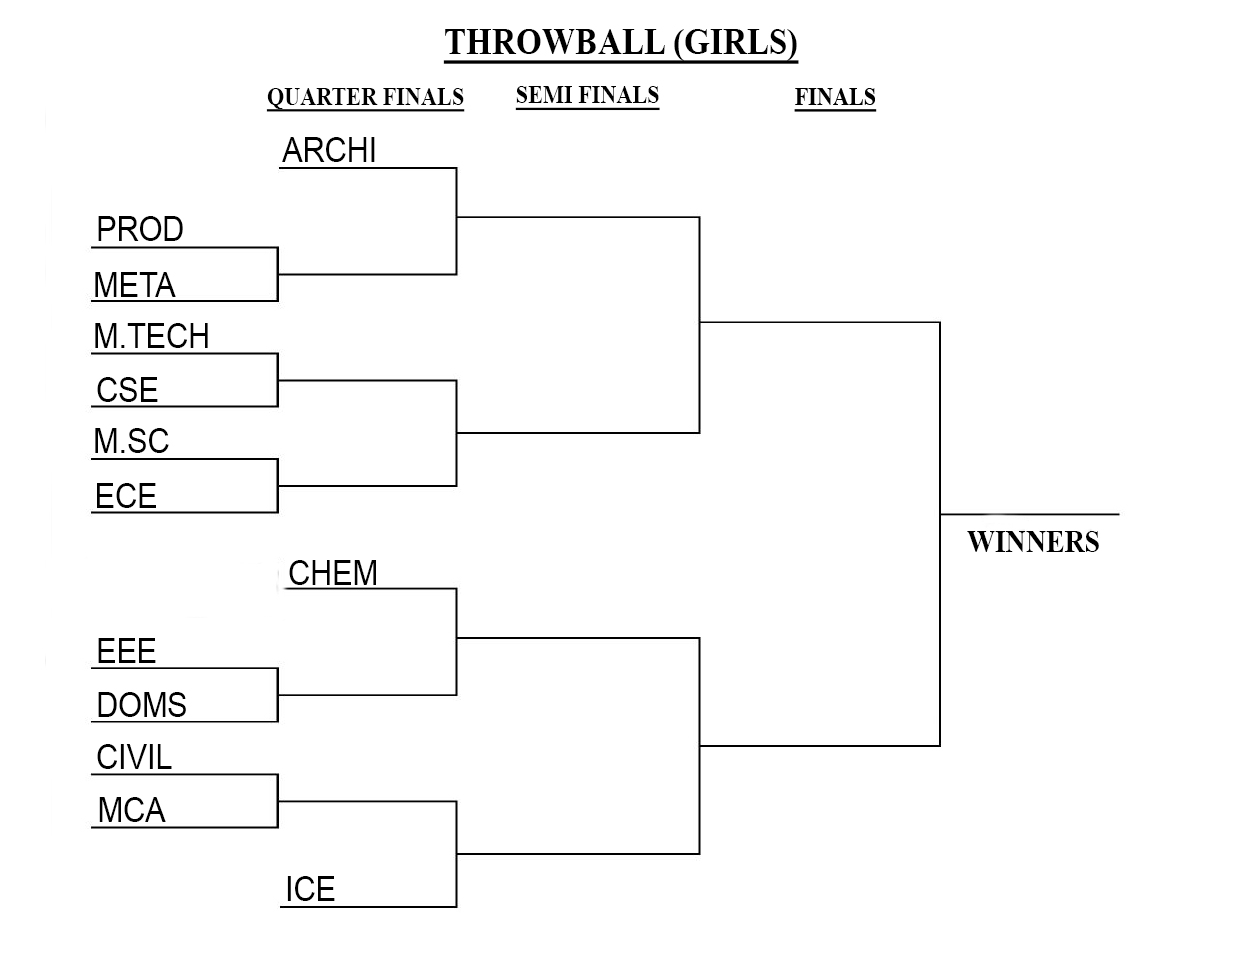 THROWBALL (GIRLS)
QUARTER FINALS
SEMI FINALS
FINALS
ARCHI
PROD
META
M.TECH
CSE
M.SC
ECE
CHEM
EEE
DOMS
CIVIL
MCA
ICE
WINNERS